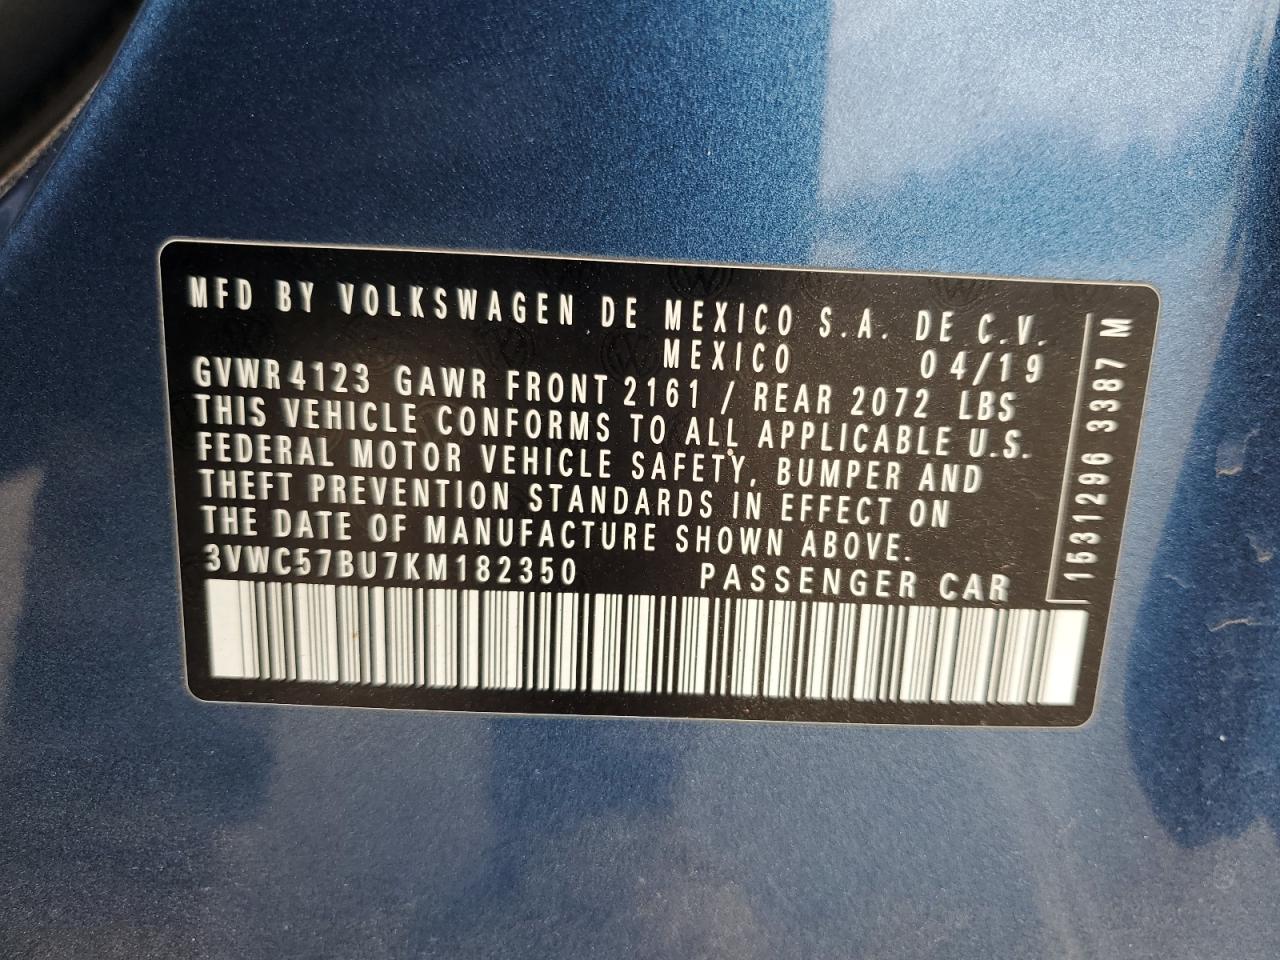 MFD BY VOLKSWAGEN DE MEXICO S.A. DE C.V.
MEXICO 04/19
GVWR 4123 GAWR FRONT 2161 / REAR 2072 LBS
THIS VEHICLE CONFORMS TO ALL APPLICABLE U.S.
FEDERAL MOTOR VEHICLE SAFETY, BUMPER AND
THEFT PREVENTION STANDARDS IN EFFECT ON
THE DATE OF MANUFACTURE SHOWN ABOVE.
3VWC57BU7KM182350 PASSENGER CAR
1531296 3387 M